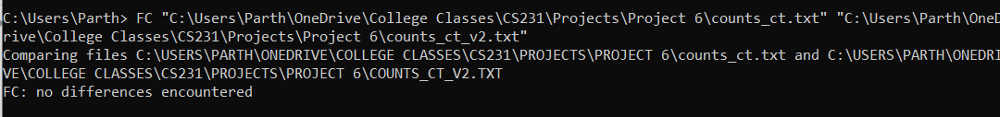 C:\Users\Parth> FC "C:\Users\Parth\OneDrive\College Classes\CS231\Projects\Project 6\counts_ct.txt" "C:\Users\Parth\OneD
rive\College Classes\CS231\Projects\Project 6\counts_ct_v2.txt"
Comparing files C:\USERS\PARTH\ONEDRIVE\COLLEGE CLASSES\CS231\PROJECTS\PROJECT 6\counts_ct.txt and C:\USERS\PARTH\ONEDRI
VE\COLLEGE CLASSES\CS231\PROJECTS\PROJECT 6\COUNTS_CT_V2.TXT
FC: no differences encountered